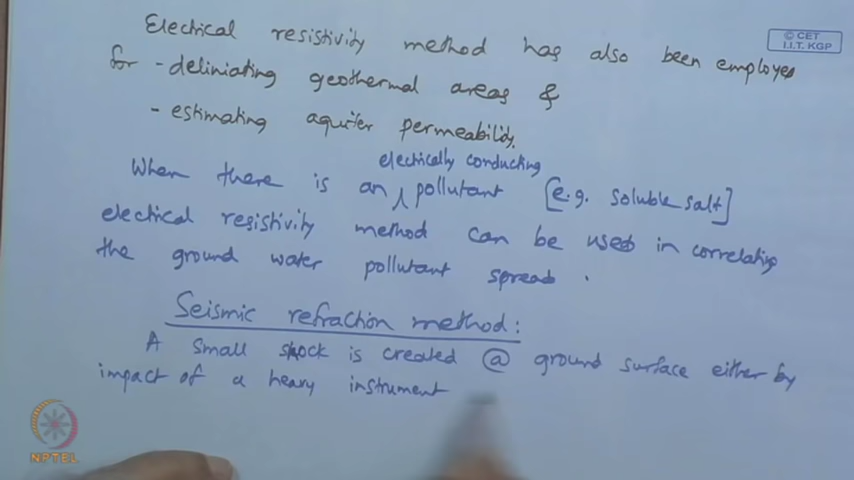 © CET
I.I.T. KGP
Electrical resistivity method has also been employed
for - deliniating geothermal areas &
- estimating aquifer permeability.
electically conducting
When there is an pollutant [e.g. soluble salt]
electrical resistivity method can be used in correlating
the ground water pollutant spread.
Seismic refraction method:
A small shock is created @ ground surface either by
impact of a heavy instrument
NPTEL